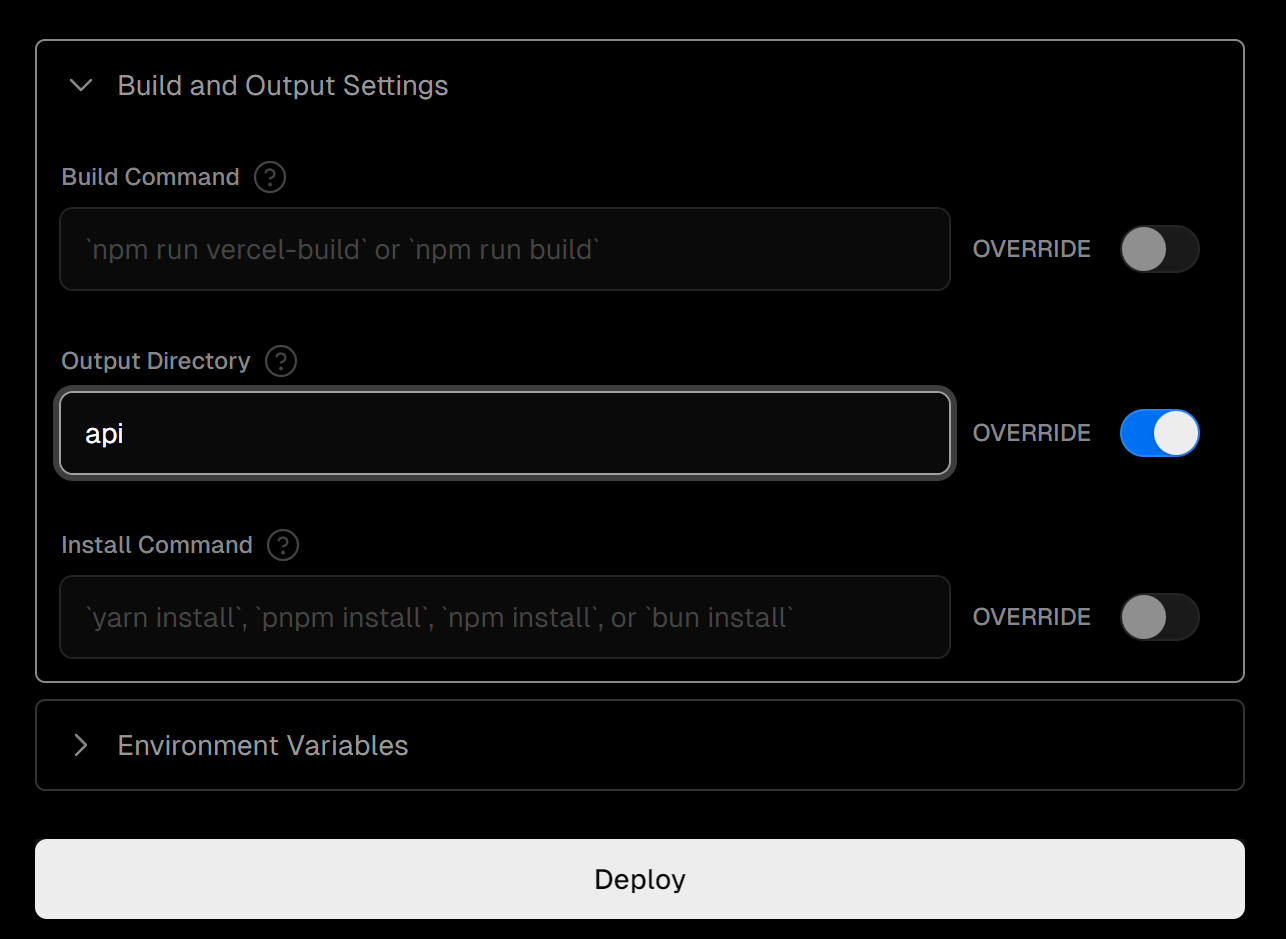 Build and Output Settings
Build Command ?
`npm run vercel-build` or `npm run build`
OVERRIDE
Output Directory ?
api
OVERRIDE
Install Command ?
`yarn install`, `pnpm install`, `npm install`, or `bun install`
OVERRIDE
Environment Variables
Deploy